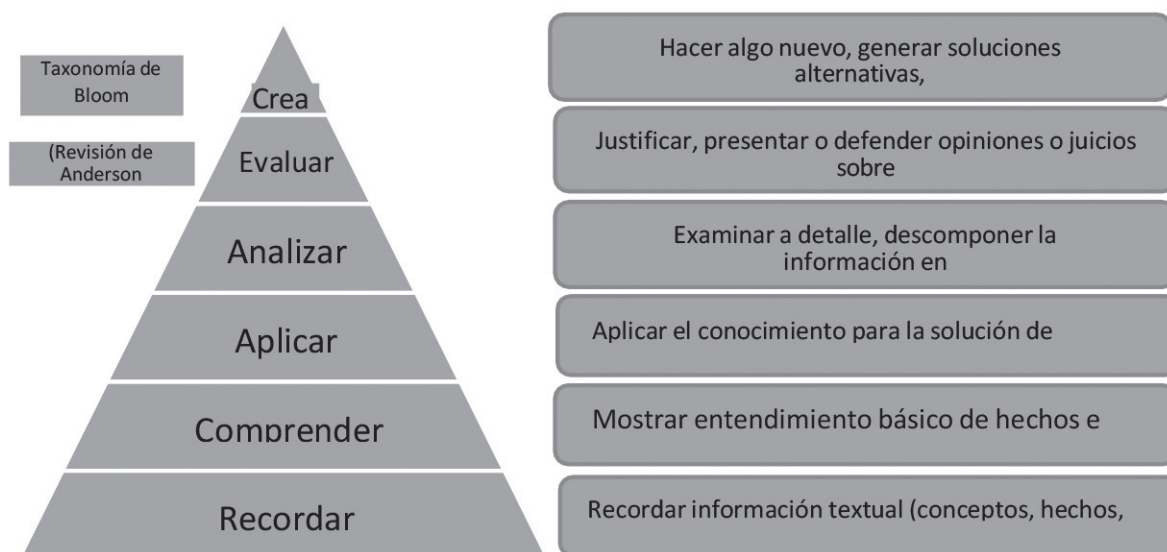 Taxonomía de
Bloom
(Revisión de
Anderson
Crea
Evaluar
Analizar
Aplicar
Comprender
Recordar
Hacer algo nuevo, generar soluciones
alternativas,
Justificar, presentar o defender opiniones o juicios
sobre
Examinar a detalle, descomponer la
información en
Aplicar el conocimiento para la solución de
Mostrar entendimiento básico de hechos e
Recordar información textual (conceptos, hechos,